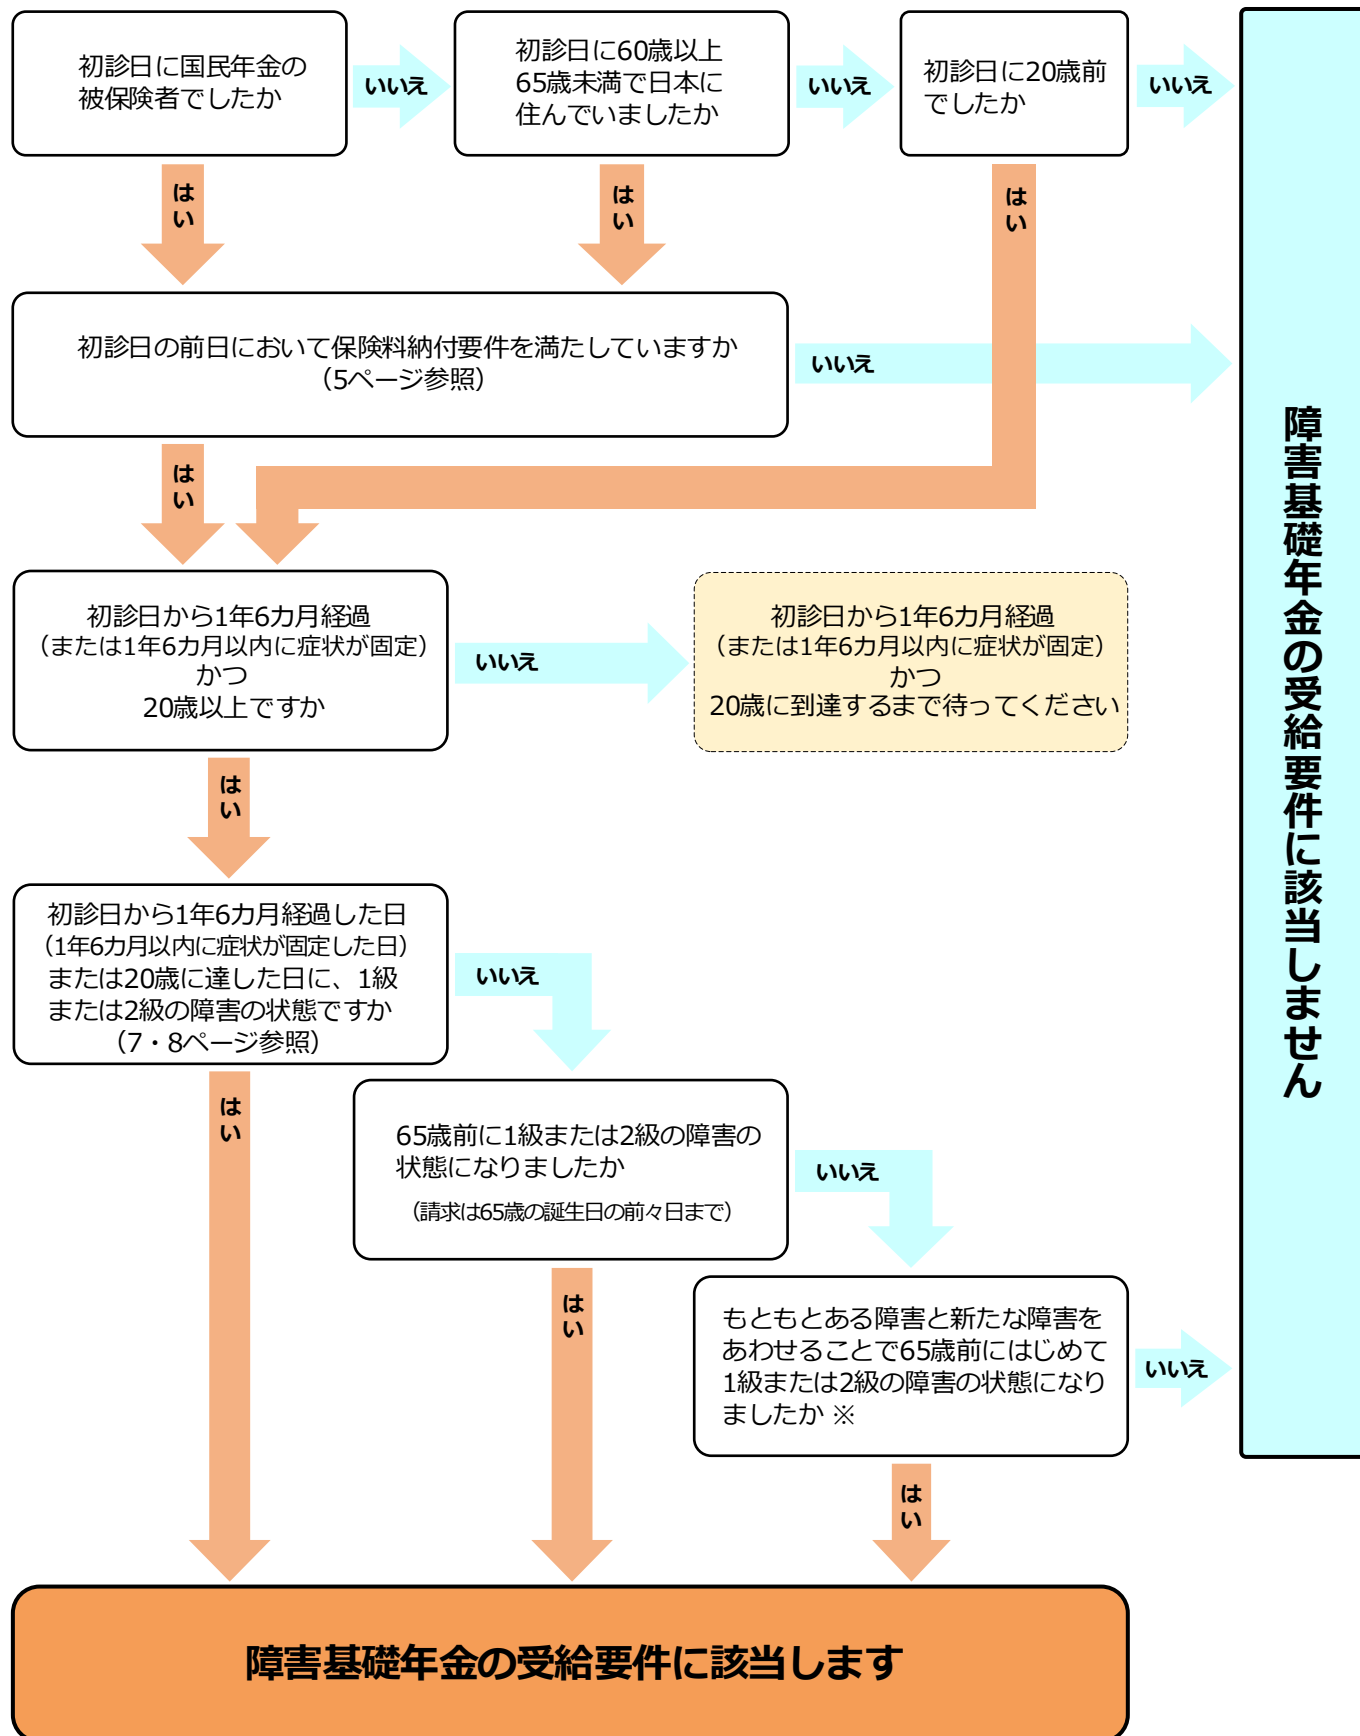 初診日に国民年金の
被保険者でしたか
いいえ
初診日に60歳以上
65歳未満で日本に
住んでいましたか
いいえ
初診日に20歳前
でしたか
いいえ
はい
はい
はい
初診日の前日において保険料納付要件を満たしていますか
（5ページ参照）
いいえ
はい
障害基礎年金の受給要件に該当しません
初診日から1年6カ月経過
（または1年6カ月以内に症状が固定）
かつ
20歳以上ですか
いいえ
初診日から1年6カ月経過
（または1年6カ月以内に症状が固定）
かつ
20歳に到達するまで待ってください
はい
初診日から1年6カ月経過した日
（1年6カ月以内に症状が固定した日）
または20歳に達した日に、1級
または2級の障害の状態ですか
（7・8ページ参照）
いいえ
はい
65歳前に1級または2級の障害の
状態になりましたか
（請求は65歳の誕生日の前々日まで）
いいえ
はい
もともとある障害と新たな障害を
あわせることで65歳前にはじめて
1級または2級の障害の状態になり
ましたか ※
いいえ
はい
障害基礎年金の受給要件に該当します